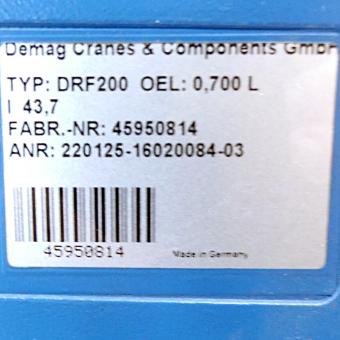 Demag Cranes & Components GmbH
TYP: DRF200 OEL: 0,700 L
I 43,7
FABR.-NR: 45950814
ANR: 220125-16020084-03
45950814
Made in Germany